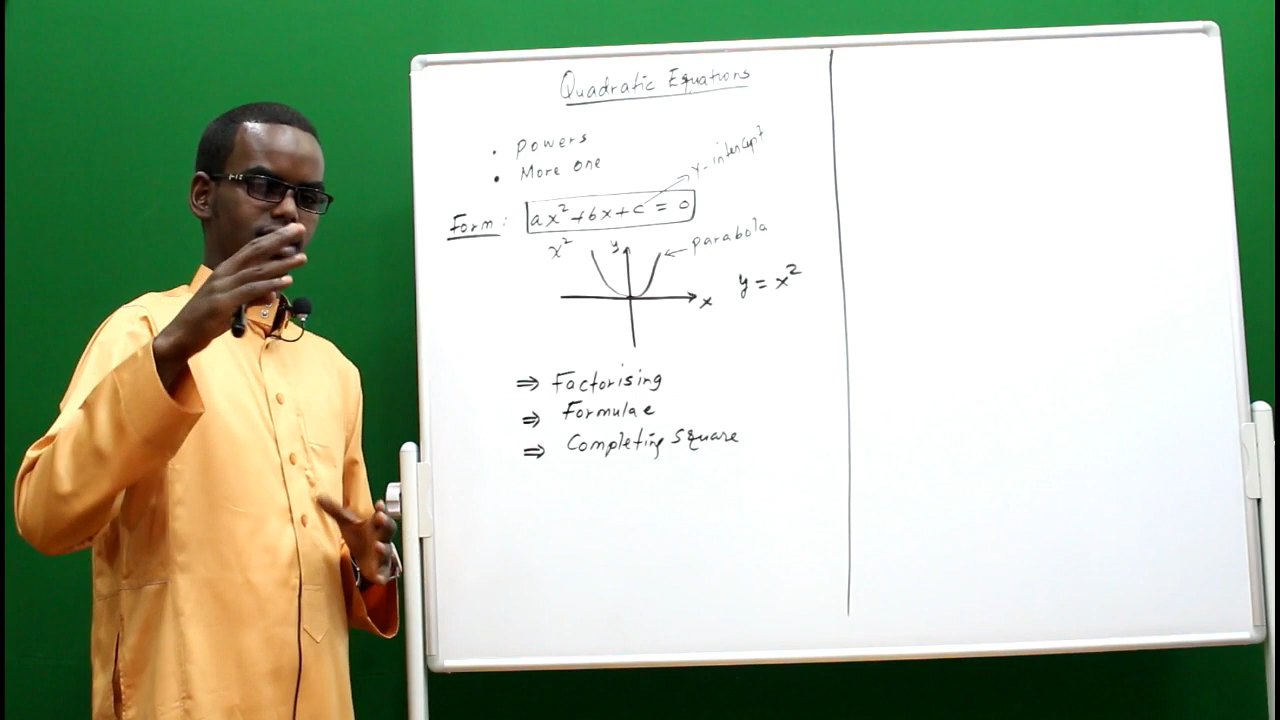 Quadratic Equations
• Powers
• More one
Y-intercept
Form: ax² + bx + c = 0
x² y parabola
y = x²
x
⇒ Factorising
⇒ Formulae
⇒ Completing Square